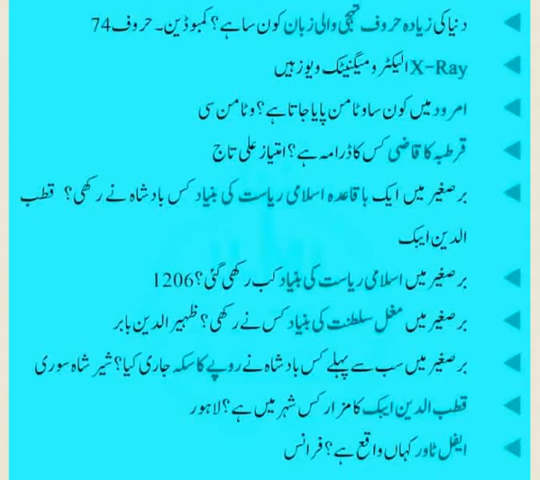 دنیا کی زیادہ حروف تہجی والی زبان کون سا ہے؟ کمبوڈین۔ حروف74
X-Ray الیکٹرومیگنیٹک ویوز ہیں
امرود میں کون سا وٹامن پایا جاتا ہے؟ وٹامن سی
قرطبہ کا قاضی کس کا ڈرامہ ہے؟ امتیاز علی تاج
برصغیر میں ایک باقاعدہ اسلامی ریاست کی بنیاد کس بادشاہ نے رکھی؟ قطب
الدین ایبک
برصغیر میں اسلامی ریاست کی بنیاد کب رکھی گئی؟1206
برصغیر میں مغل سلطنت کی بنیاد کس نے رکھی؟ ظہیر الدین بابر
برصغیر میں سب سے پہلے کس بادشاہ نے روپے کا سکہ جاری کیا؟ شیر شاہ سوری
قطب الدین ایبک کا مزار کس شہر میں ہے؟ لاہور
ایفل ٹاور کہاں واقع ہے؟ فرانس